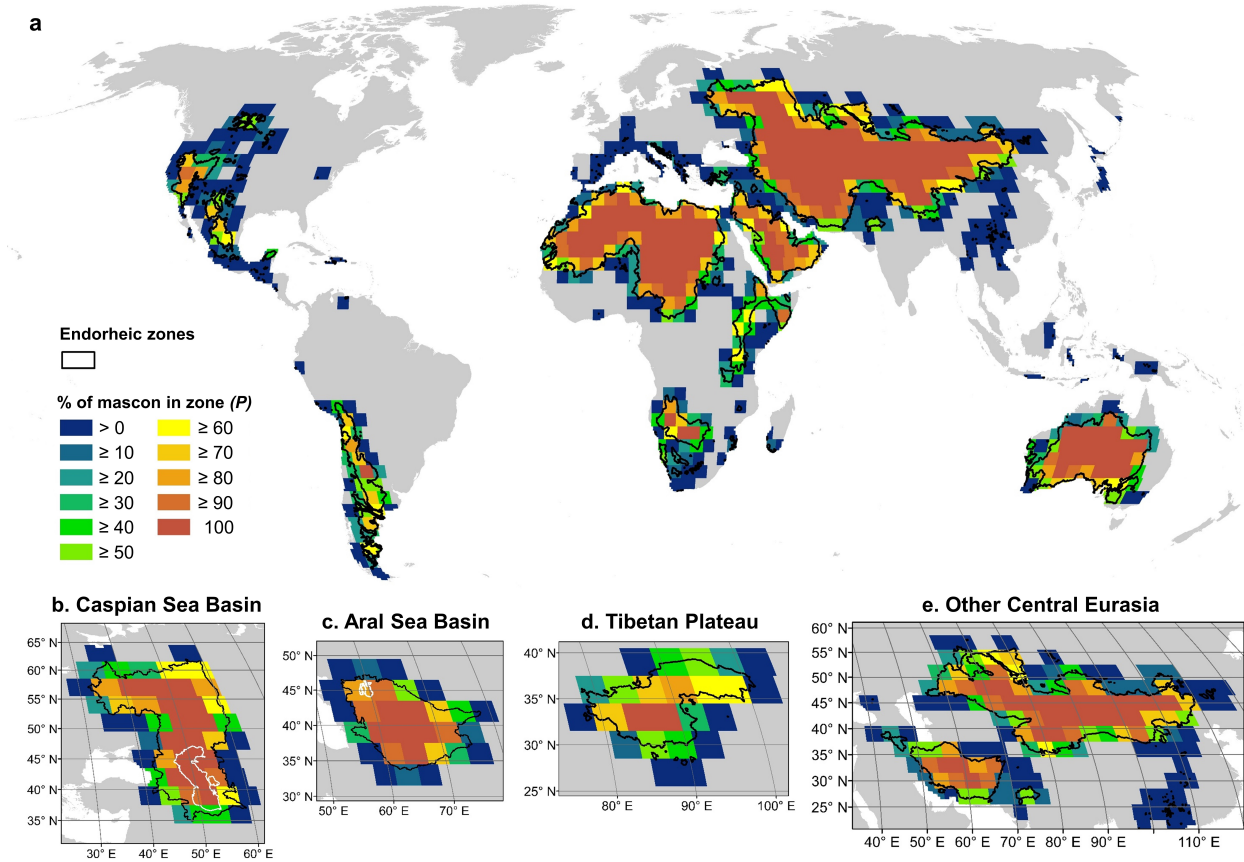 a
Endorheic zones
% of mascon in zone (P)
> 0
≥ 10
≥ 20
≥ 30
≥ 40
≥ 50
≥ 60
≥ 70
≥ 80
≥ 90
100
b. Caspian Sea Basin
65° N
60° N
55° N
50° N
45° N
40° N
35° N
30° E
40° E
50° E
60° E
c. Aral Sea Basin
50° N
45° N
40° N
35° N
30° N
50° E
60° E
70° E
d. Tibetan Plateau
40° N
35° N
30° N
25° N
80° E
90° E
100° E
e. Other Central Eurasia
60° N
55° N
50° N
45° N
40° N
35° N
30° N
25° N
30° E
40° E
50° E
60° E
70° E
80° E
90° E
110° E